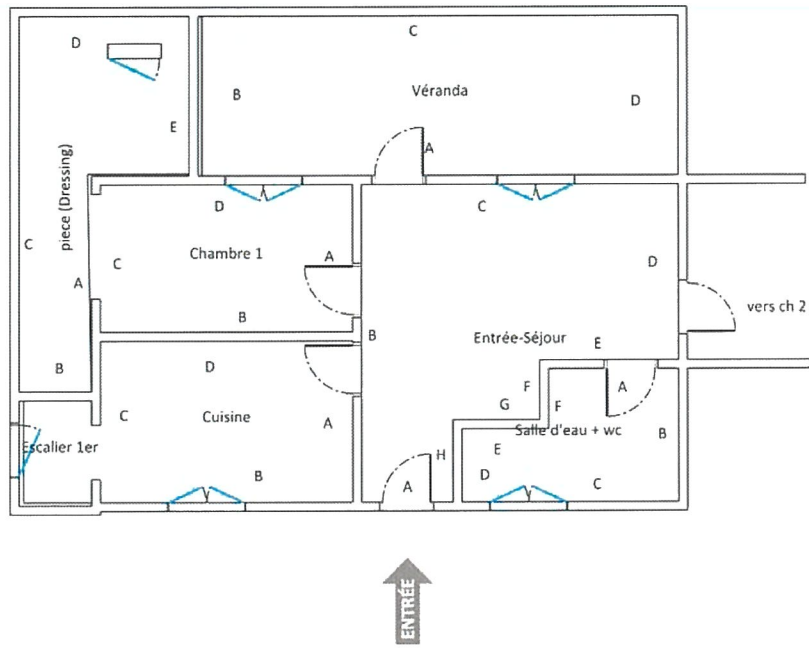 C
D
B
Véranda
D
E
A
piece (Dressing)
D
C
C
C
Chambre 1
A
D
A
B
vers ch 2
B
Entrée-Séjour
E
B
D
F
A
C
Cuisine
A
G
F
Salle d'eau + wc
B
Escalier 1er
H
E
B
D
C
A
ENTRÉE